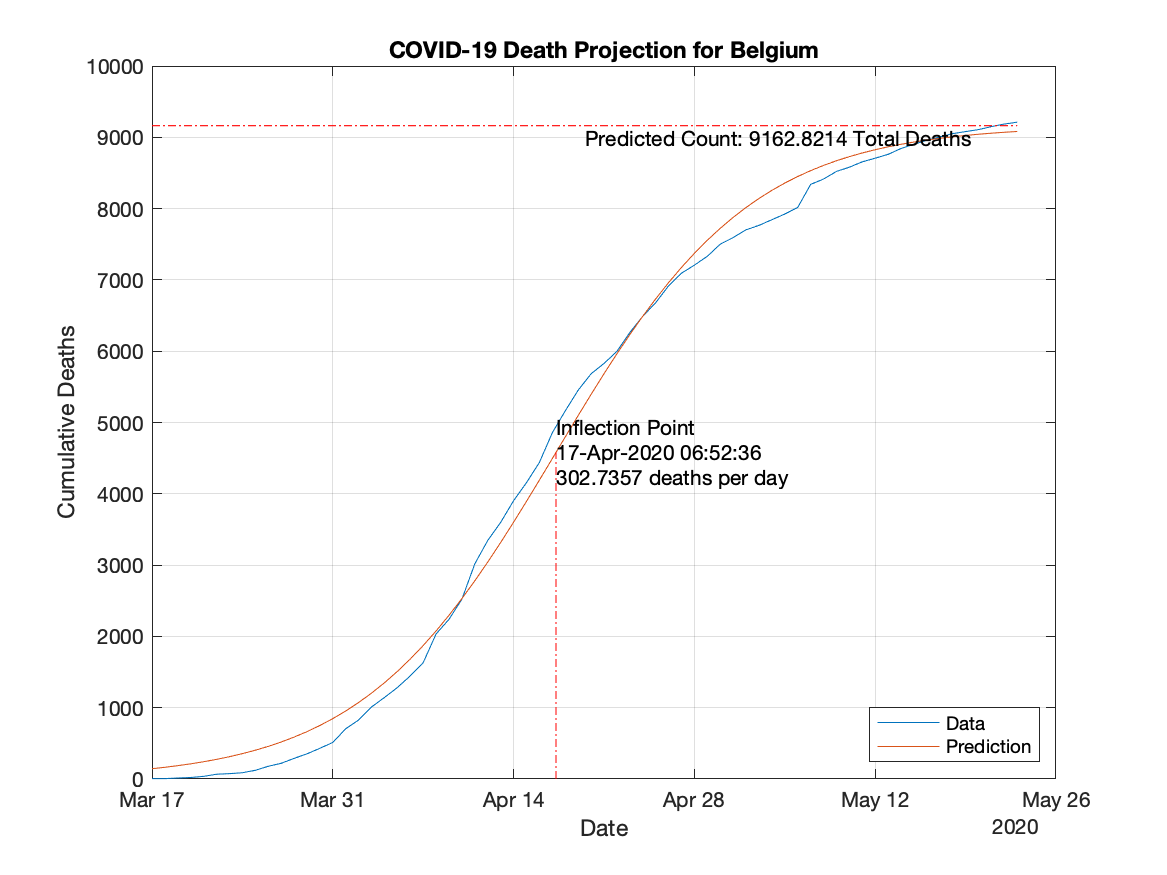 COVID-19 Death Projection for Belgium
10000
9000
Predicted Count: 9162.8214 Total Deaths
8000
7000
6000
5000
Inflection Point
17-Apr-2020 06:52:36
302.7357 deaths per day
4000
3000
2000
1000
0
Cumulative Deaths
Data
Prediction
Mar 17 Mar 31 Apr 14 Apr 28 May 12 May 26
Date
2020